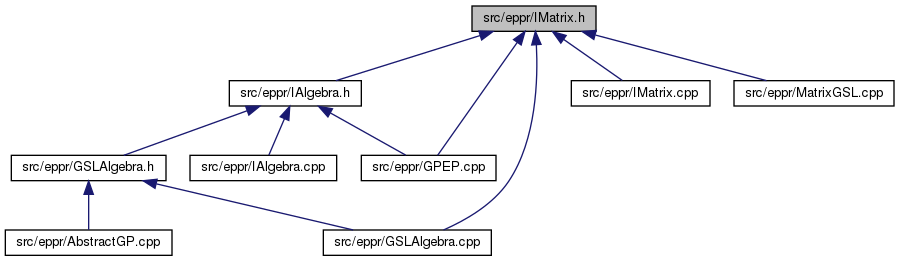 src/eppr/IMatrix.h
src/eppr/IAlgebra.h
src/eppr/IMatrix.cpp
src/eppr/MatrixGSL.cpp
src/eppr/GSLAlgebra.h
src/eppr/IAlgebra.cpp
src/eppr/GPEP.cpp
src/eppr/AbstractGP.cpp
src/eppr/GSLAlgebra.cpp